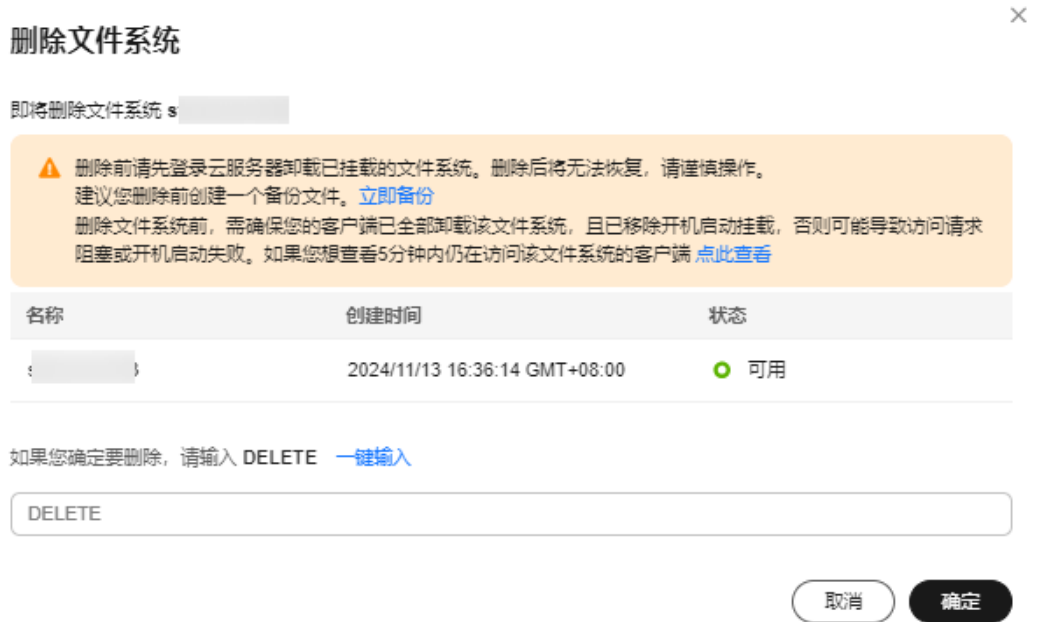 删除文件系统
即将删除文件系统 s
删除前请先登录云服务器卸载已挂载的文件系统。删除后将无法恢复，请谨慎操作。
建议您删除前创建一个备份文件。立即备份
删除文件系统前，需确保您的客户端已全部卸载该文件系统，且已移除开机启动挂载，否则可能导致访问请求
阻塞或开机启动失败。如果您想查看5分钟内仍在访问该文件系统的客户端 点此查看
名称 创建时间 状态
2024/11/13 16:36:14 GMT+08:00 可用
如果您确定要删除，请输入 DELETE 一键输入
DELETE
取消 确定